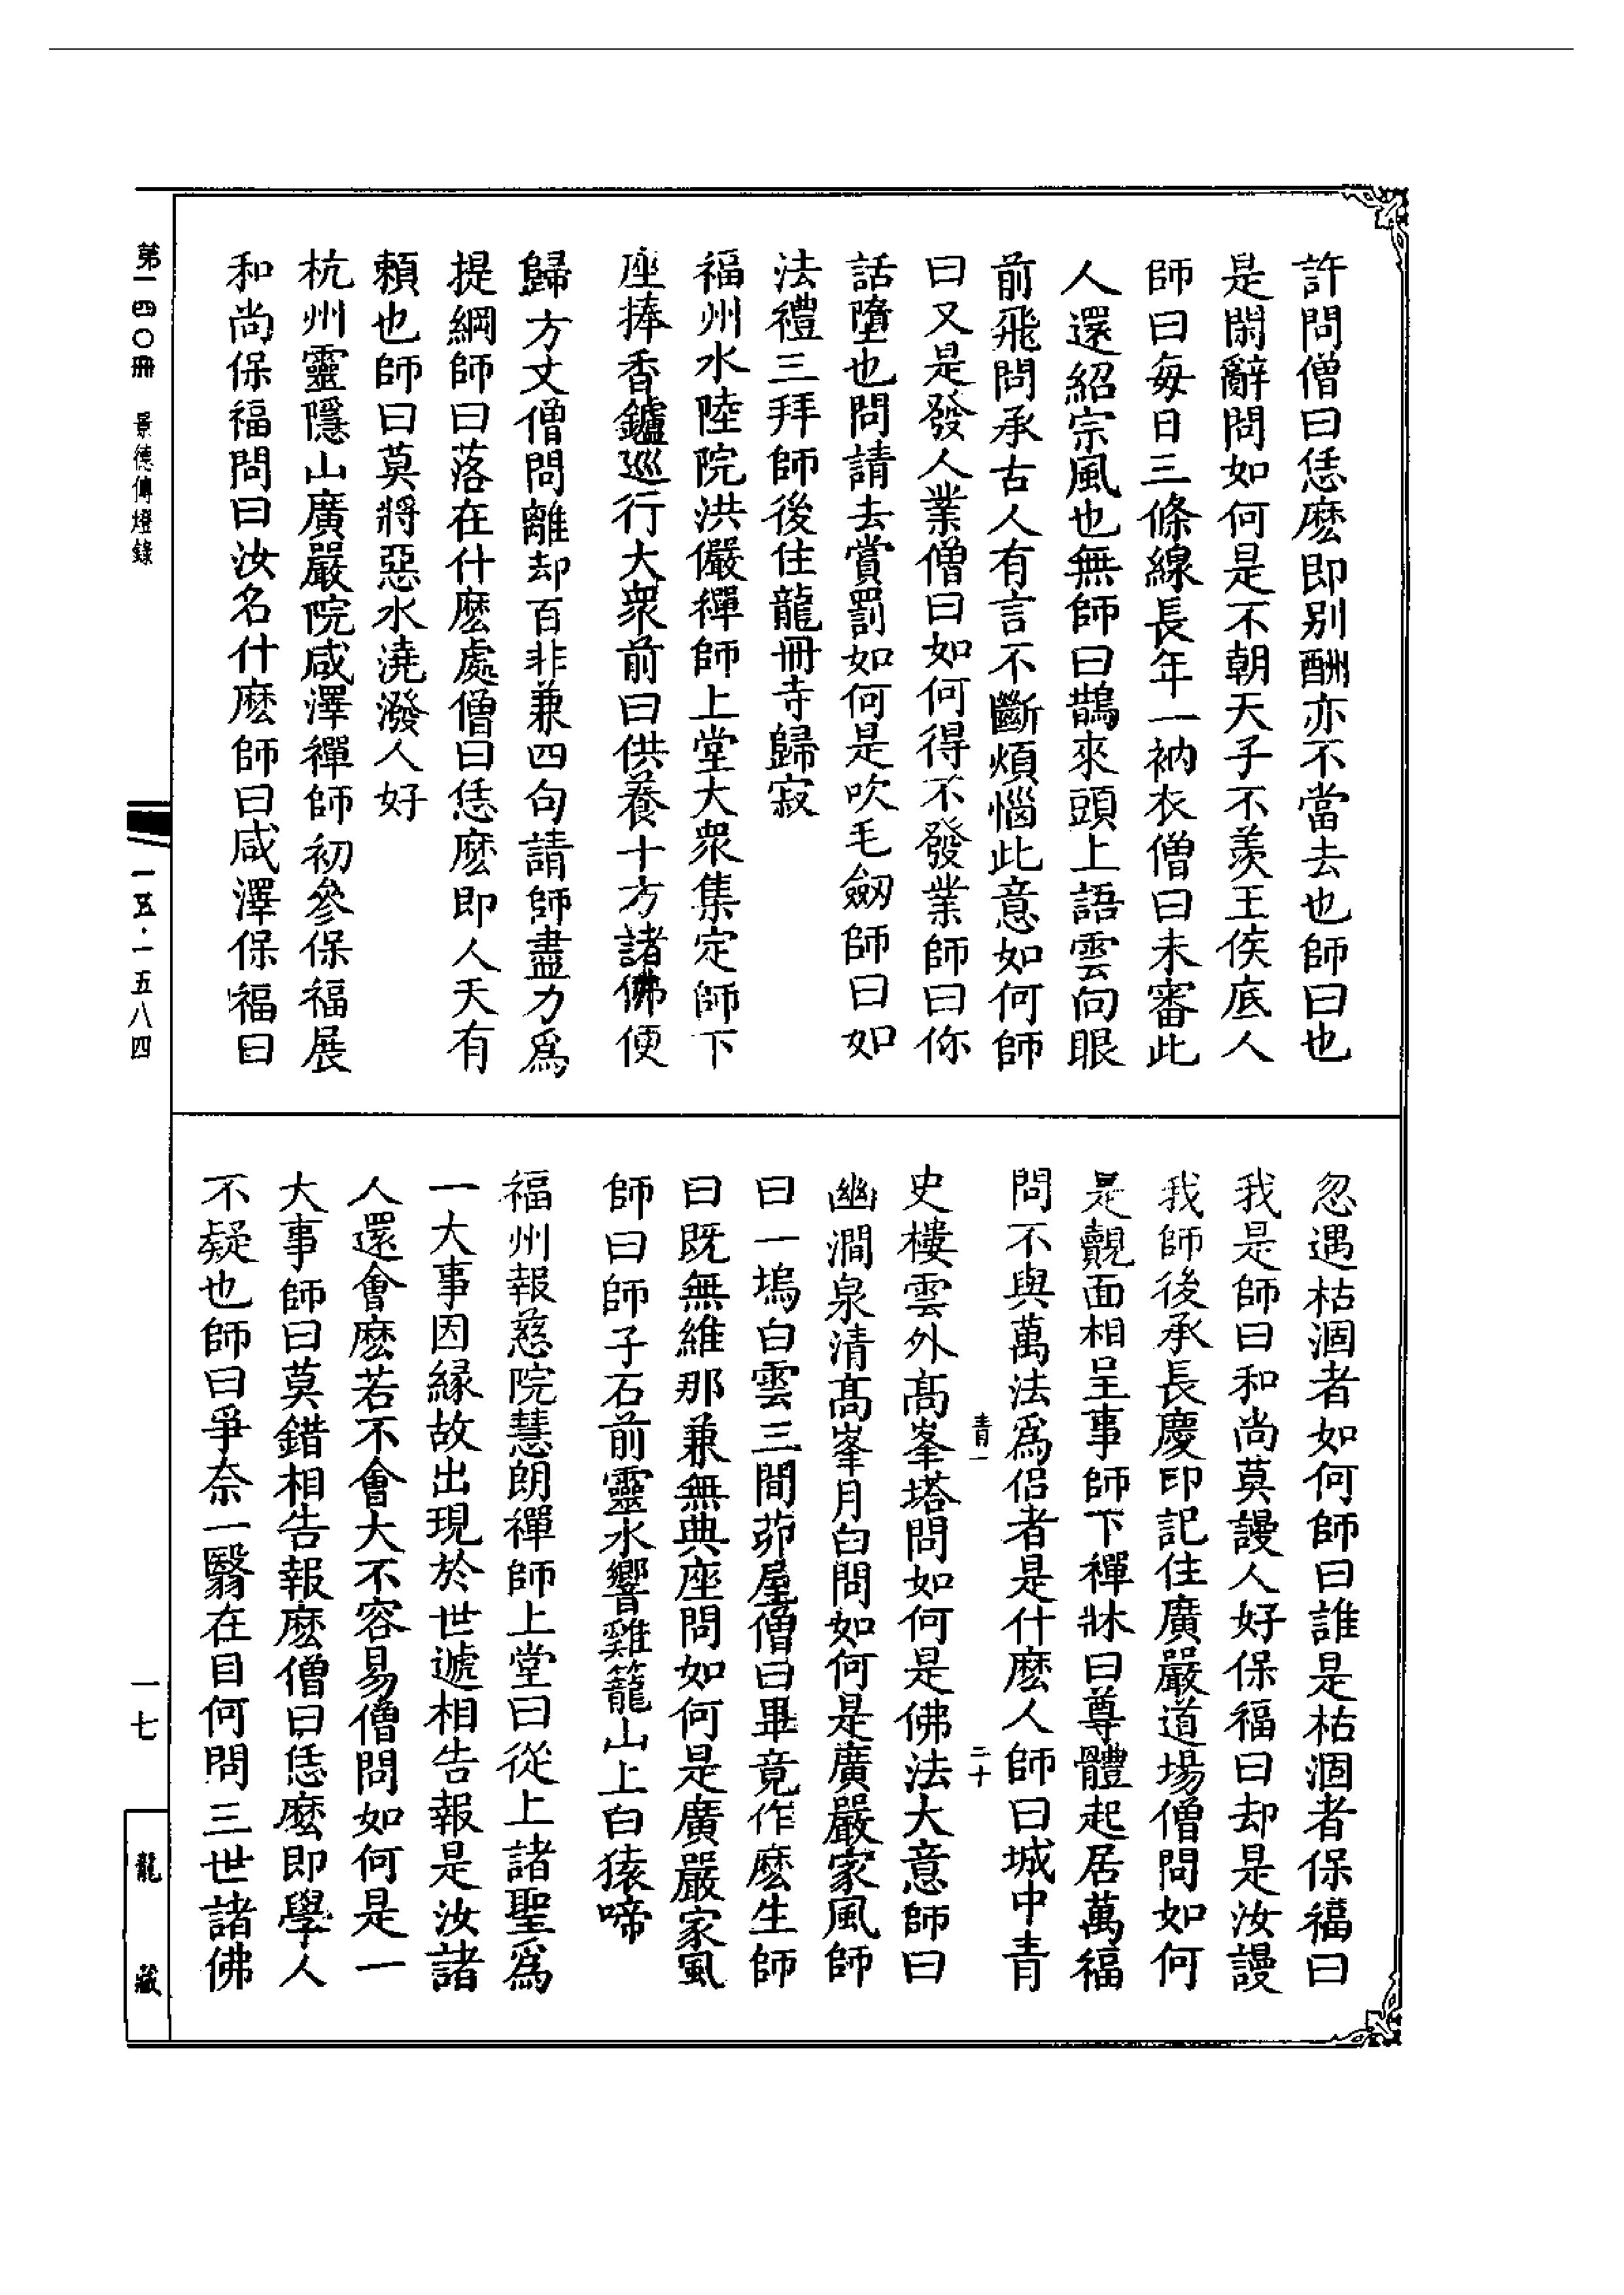 許問僧曰恁麽即别酬亦不當去也師曰也
是閑辭問如何是不朝天子不羨王侯底人
師曰每日三條線長年一衲衣僧曰未審此
人還紹宗風也無師曰鵲來頭上語雲向眼
前飛問承古人有言不斷煩惱此意如何師
曰又是發人業僧曰如何得不發業師曰你
話墮也問請去賞罰如何是吹毛劒師曰如
法禮三拜師後住龍冊寺歸寂
福州水陸院洪儼禪師上堂大衆集定師下
座捧香鑪巡行大衆前曰供養十方諸佛便
歸方丈僧問離却百非兼四句請師盡力爲
提綱師曰落在什麽處僧曰恁麽即人天有
賴也師曰莫將惡水澆潑人好
杭州靈隱山廣嚴院咸澤禪師初參保福展
和尚保福問曰汝名什麽師曰咸澤保福曰
忽遇枯涸者如何師曰誰是枯涸者保福曰
我是師曰和尚莫謾人好保福曰却是汝謾
我師後承長慶印記住廣嚴道場僧問如何
是覿面相呈事師下禪牀曰尊體起居萬福
問不與萬法爲侶者是什麽人師曰城中青
青一 二十
史樓雲外高峯塔問如何是佛法大意師曰
幽澗泉清高峯月白問如何是廣嚴家風師
曰一塢白雲三間茆屋僧曰畢竟作麽生師
曰既無維那兼無典座問如何是廣嚴家風
師曰師子石前靈水響雞籠山上白猿啼
福州報慈院慧朗禪師上堂曰從上諸聖爲
一大事因緣故出現於世遞相告報是汝諸
人還會麽若不會大不容易僧問如何是一
大事師曰莫錯相告報麽僧曰恁麽即學人
不疑也師曰爭奈一翳在目何問三世諸佛
第一四〇冊 景德傳燈錄
一五·一五八四
一七
龍藏